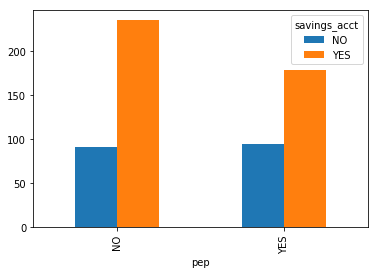 savings_acct
NO
YES
200
150
100
50
0
NO
YES
pep